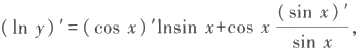 (ln y)′=(cos x)′lnsin x+cos x (sin x)′/sin x,